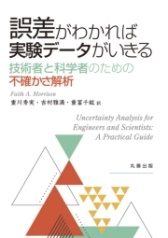 誤差がわかれば
実験データがいきる
技術者と科学者のための
不確かさ解析
Faith A. Morrison 著
Uncertainty Analysis for
Engineers and Scientists:
A Practical Guide
丸善出版